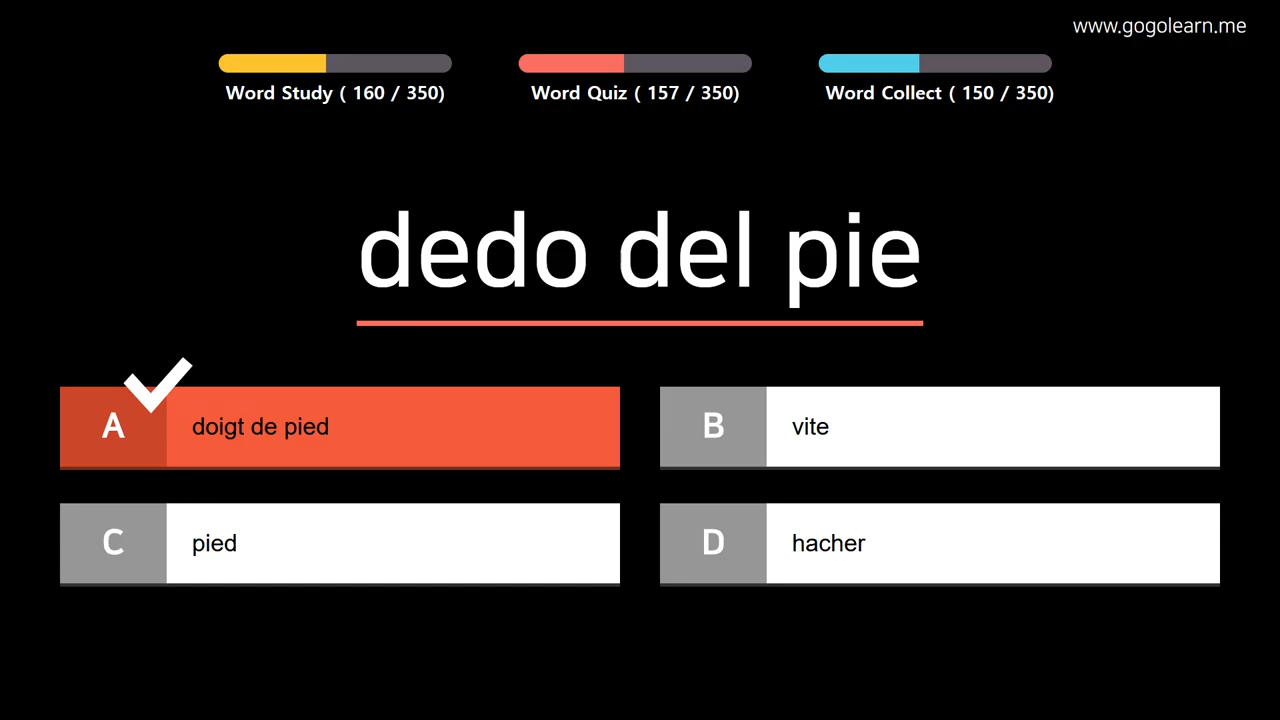 www.gogolearn.me
Word Study ( 160 / 350)
Word Quiz ( 157 / 350)
Word Collect ( 150 / 350)
dedo del pie
A
doigt de pied
B
vite
C
pied
D
hacher